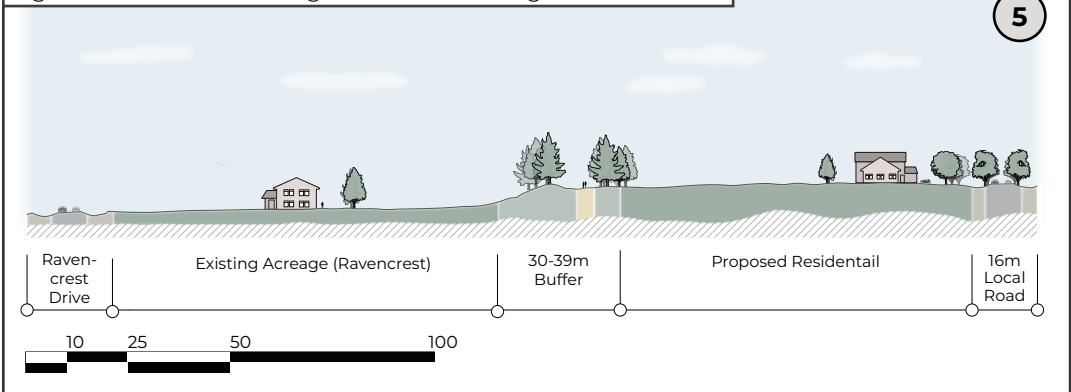 5
Raven-
crest
Drive
Existing Acreage (Ravencrest)
30-39m
Buffer
Proposed Residentail
16m
Local
Road
10 25 50 100